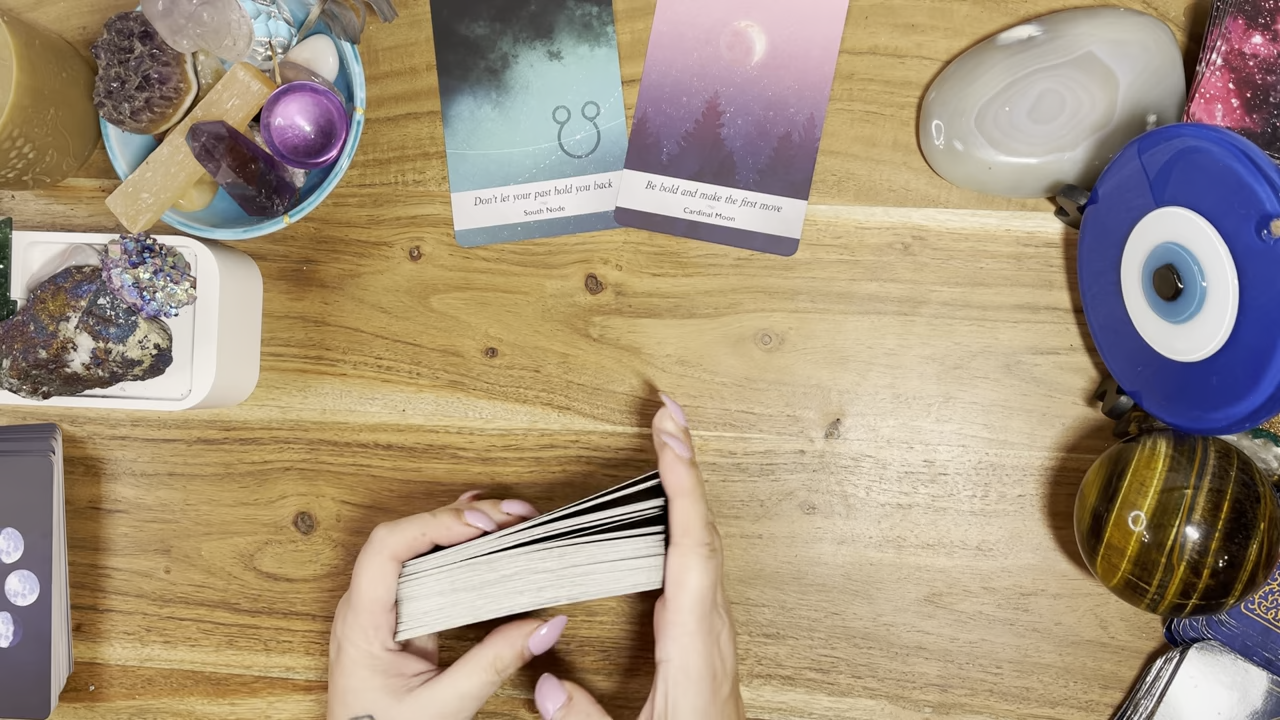 Don't let your past hold you back
South Node
Be bold and make the first move
Cardinal Moon